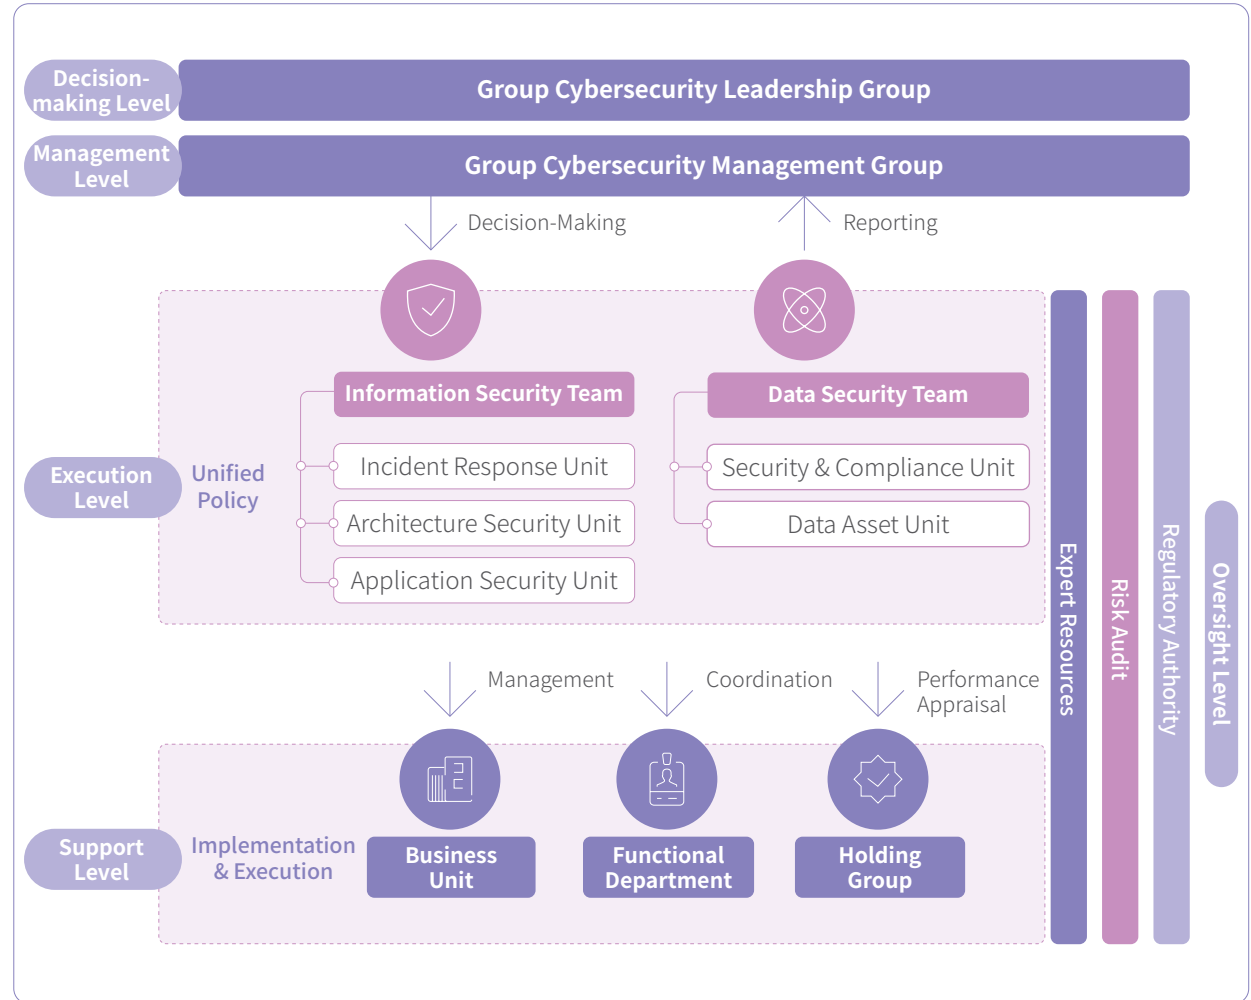 Decision-
making Level
Group Cybersecurity Leadership Group
Management
Level
Group Cybersecurity Management Group
Decision-Making
Reporting
Information Security Team
Data Security Team
Execution
Level
Unified
Policy
Incident Response Unit
Architecture Security Unit
Application Security Unit
Security & Compliance Unit
Data Asset Unit
Management
Coordination
Performance
Appraisal
Support
Level
Implementation
& Execution
Business
Unit
Functional
Department
Holding
Group
Expert Resources
Risk Audit
Regulatory Authority
Oversight Level